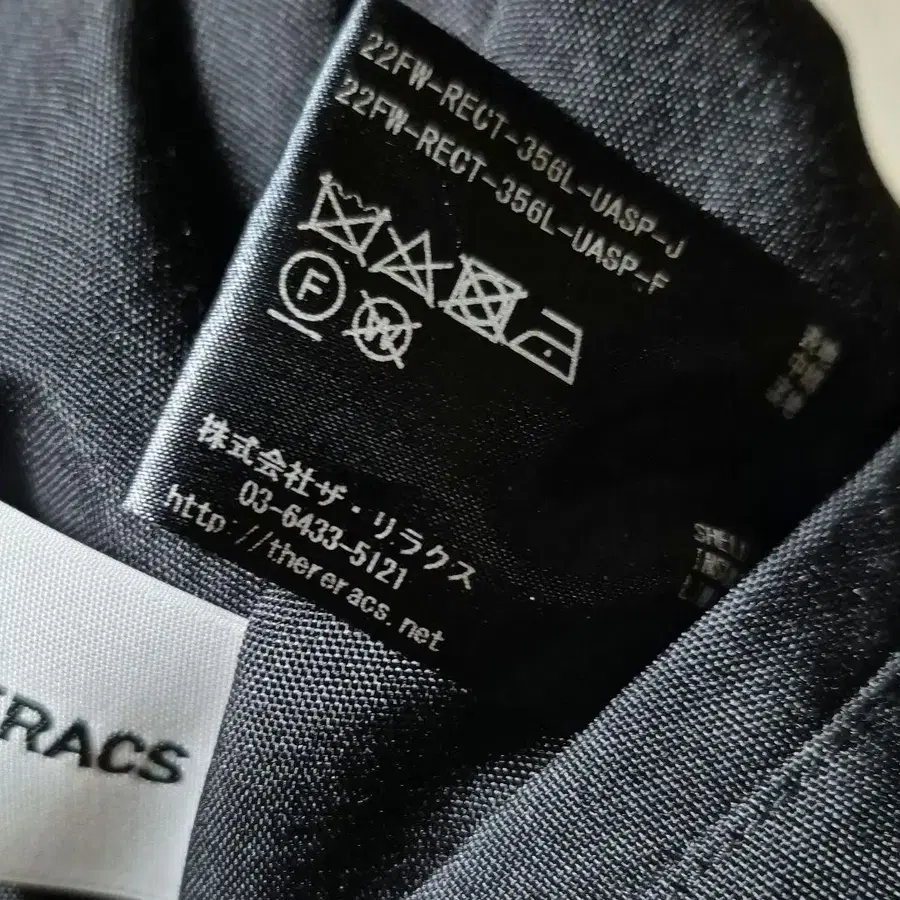 22FW-RECT-356L-UASP-J
22FW-RECT-356L-UASP-F
F
W
株式会社ザ・リラクス
03-6433-5121
http://thereracs.net
ERACS
SHELL